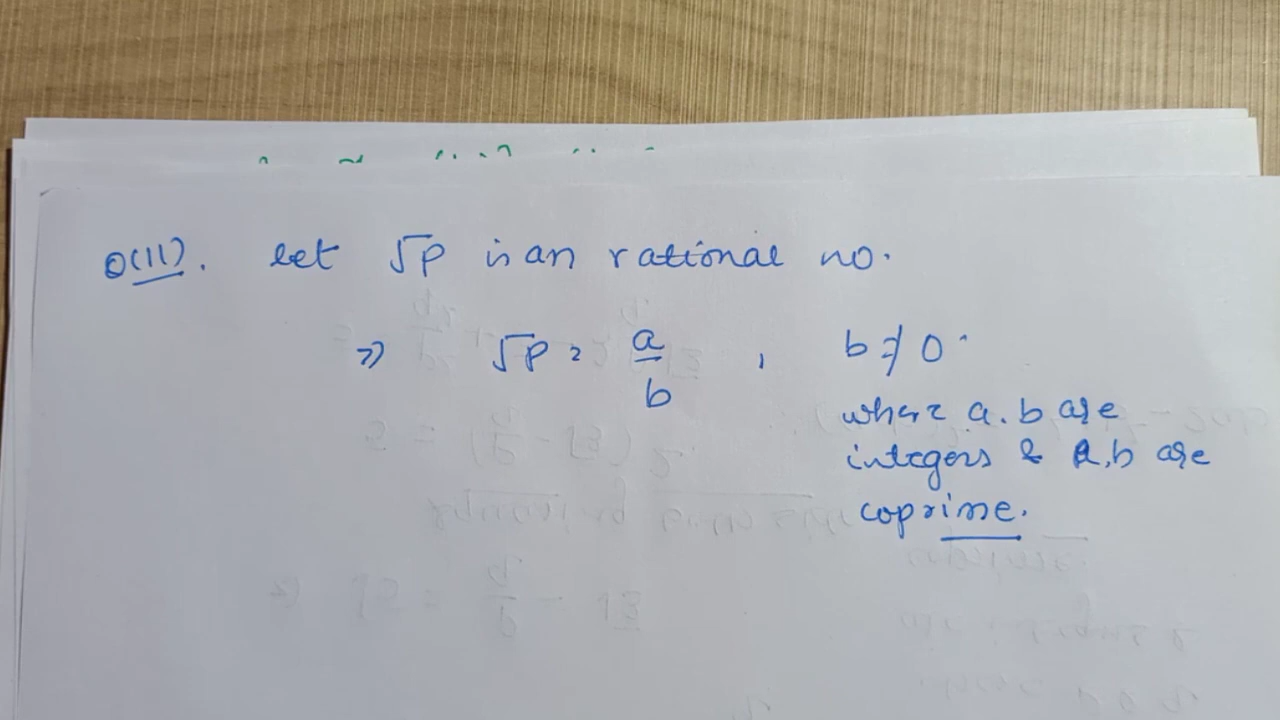 Q(11). let √p is an rational no.
⇒ √p = a/b , b ≠ 0
where a.b are
integers & a,b are
coprime.